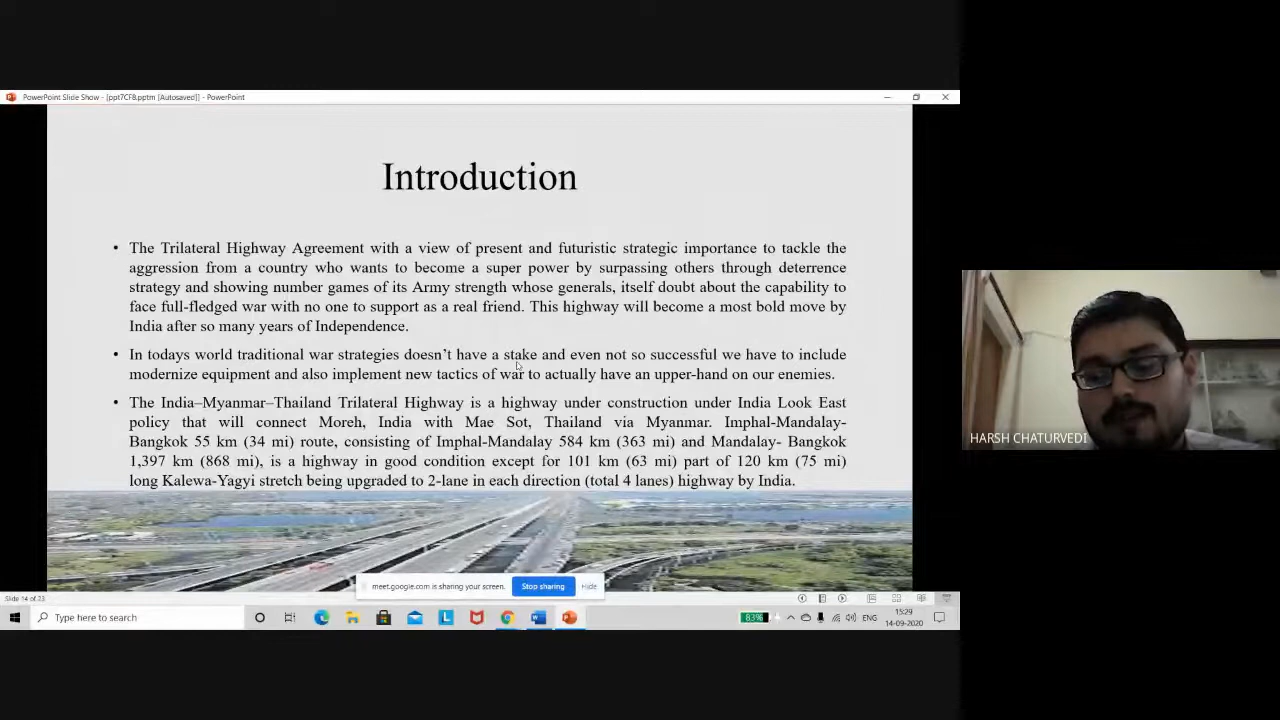 PowerPoint Slide Show - [ppt7CF8.pptm [Autosaved]] - PowerPoint
Introduction
• The Trilateral Highway Agreement with a view of present and futuristic strategic importance to tackle the
aggression from a country who wants to become a super power by surpassing others through deterrence
strategy and showing number games of its Army strength whose generals, itself doubt about the capability to
face full-fledged war with no one to support as a real friend. This highway will become a most bold move by
India after so many years of Independence.
• In todays world traditional war strategies doesn’t have a stake and even not so successful we have to include
modernize equipment and also implement new tactics of war to actually have an upper-hand on our enemies.
• The India–Myanmar–Thailand Trilateral Highway is a highway under construction under India Look East
policy that will connect Moreh, India with Mae Sot, Thailand via Myanmar. Imphal-Mandalay-
Bangkok 55 km (34 mi) route, consisting of Imphal-Mandalay 584 km (363 mi) and Mandalay- Bangkok
1,397 km (868 mi), is a highway in good condition except for 101 km (63 mi) part of 120 km (75 mi)
long Kalewa-Yagyi stretch being upgraded to 2-lane in each direction (total 4 lanes) highway by India.
HARSH CHATURVEDI
meet.google.com is sharing your screen. Stop sharing Hide
Slide 14 of 23
Type here to search
83%
ENG
15:29
14-09-2020